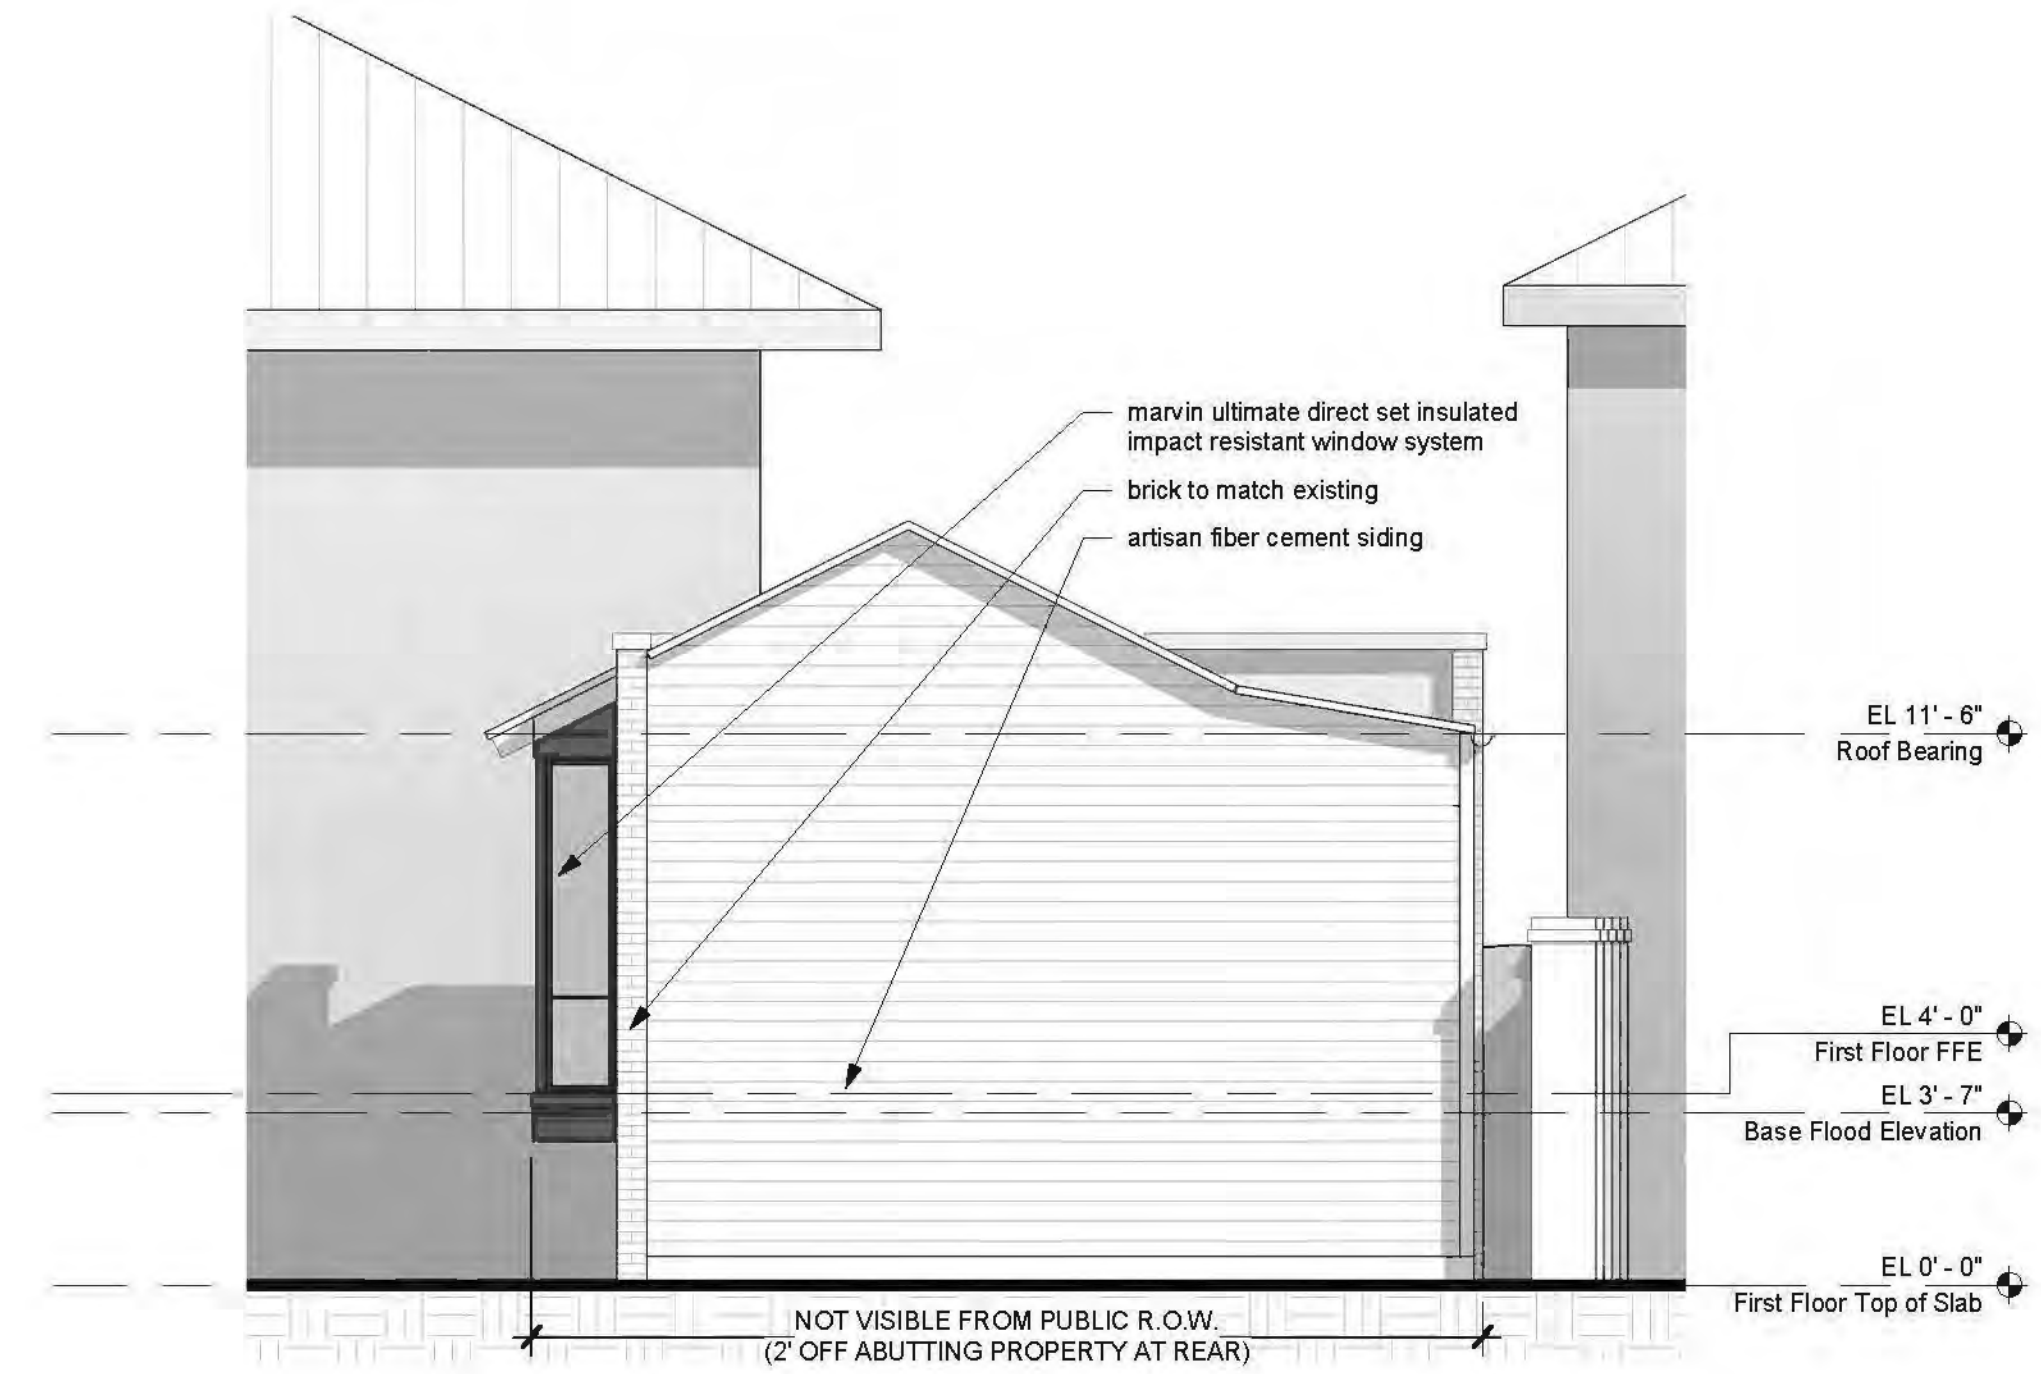 marvin ultimate direct set insulated
impact resistant window system
brick to match existing
artisan fiber cement siding
EL 11' - 6"
Roof Bearing
EL 4' - 0"
First Floor FFE
EL 3' - 7"
Base Flood Elevation
EL 0' - 0"
First Floor Top of Slab
NOT VISIBLE FROM PUBLIC R.O.W.
(2' OFF ABUTTING PROPERTY AT REAR)